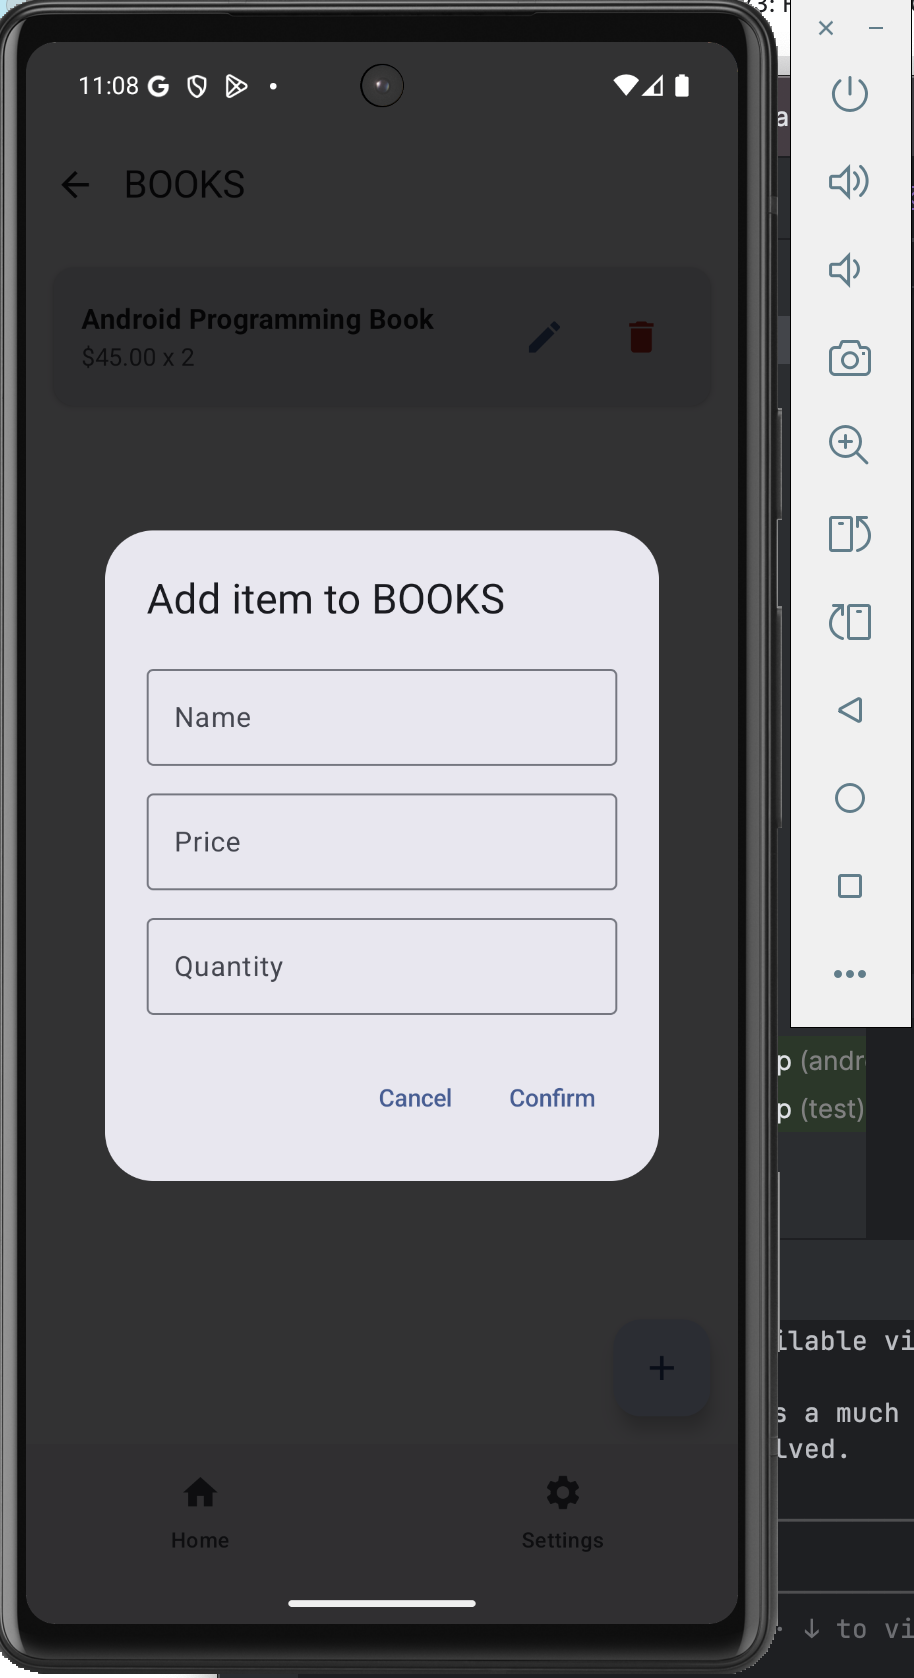 11:08
BOOKS
Android Programming Book
$45.00 x 2
Add item to BOOKS
Name
Price
Quantity
Cancel
Confirm
Home
Settings
p (andr
p (test)
ilable vi
s a much
lved.
↓ to vi